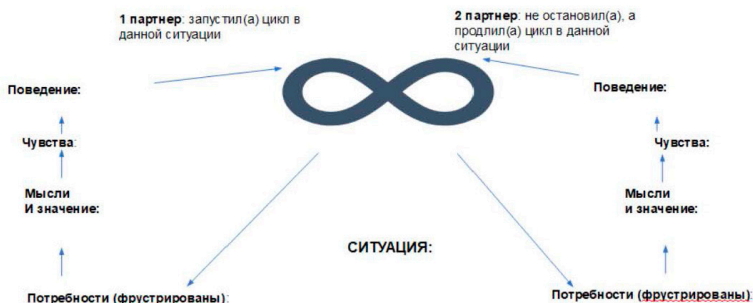 1 партнер: запустил(а) цикл в
данной ситуации
2 партнер: не остановил(а), а
продлил(а) цикл в данной
ситуации
Поведение:
Поведение:
Чувства:
Чувства:
Мысли
И значение:
Мысли
и значение:
СИТУАЦИЯ:
Потребности (фрустрированы):
Потребности (фрустрированы):